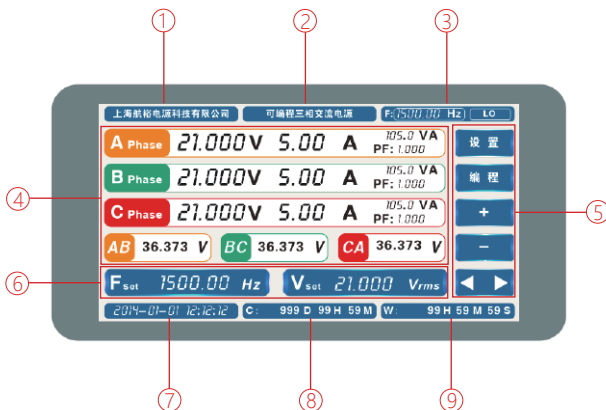 ① ② ③
上海航裕电源科技有限公司 可编程三相交流电源 F:1500.00 Hz LO
A Phase 21.000 V 5.00 A 105.0 VA PF: 1.000 设置
B Phase 21.000 V 5.00 A 105.0 VA PF: 1.000 编程
④ ⑤
C Phase 21.000 V 5.00 A 105.0 VA PF: 1.000 +
AB 36.373 V BC 36.373 V CA 36.373 V −
⑥ Fset 1500.00 Hz Vset 21.000 Vrms ◀ ▶
2014-01-01 12:12:12 C: 999 D 99 H 59 M W: 99 H 59 M 59 S
⑦ ⑧ ⑨